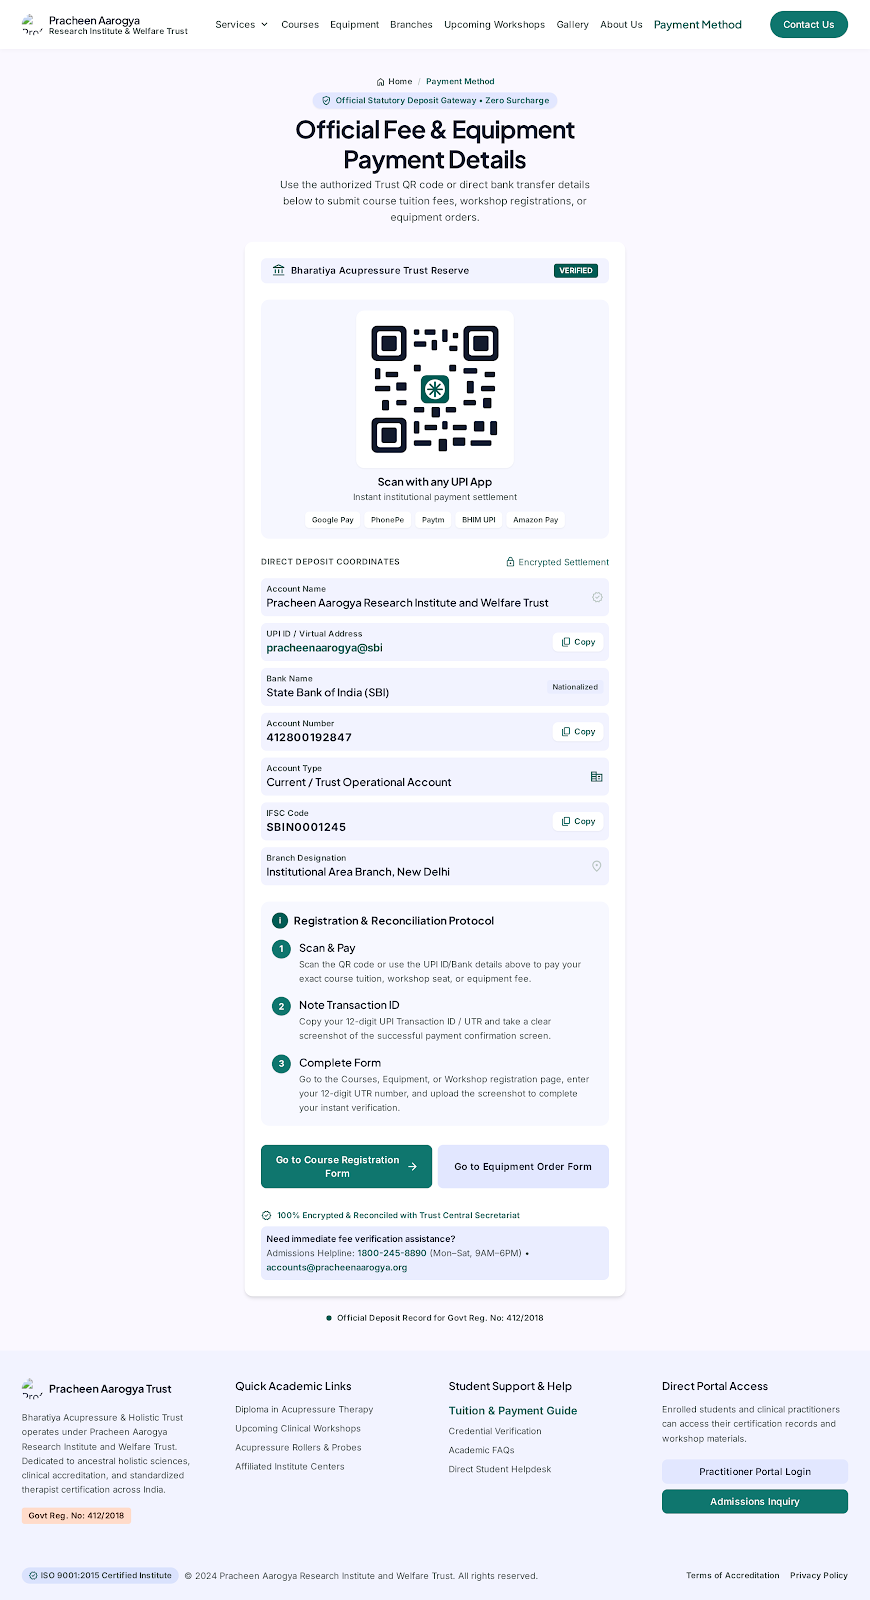 Pracheen Aarogya
Research Institute & Welfare Trust
Services
Courses
Equipment
Branches
Upcoming Workshops
Gallery
About Us
Payment Method
Contact Us
Home / Payment Method
Official Statutory Deposit Gateway • Zero Surcharge
Official Fee & Equipment
Payment Details
Use the authorized Trust QR code or direct bank transfer details
below to submit course tuition fees, workshop registrations, or
equipment orders.
Bharatiya Acupressure Trust Reserve
VERIFIED
Scan with any UPI App
Instant institutional payment settlement
Google Pay
PhonePe
Paytm
BHIM UPI
Amazon Pay
DIRECT DEPOSIT COORDINATES
Encrypted Settlement
Account Name
Pracheen Aarogya Research Institute and Welfare Trust
UPI ID / Virtual Address
pracheenaarogya@sbi
Copy
Bank Name
State Bank of India (SBI)
Nationalized
Account Number
412800192847
Copy
Account Type
Current / Trust Operational Account
IFSC Code
SBIN0001245
Copy
Branch Designation
Institutional Area Branch, New Delhi
i Registration & Reconciliation Protocol
1 Scan & Pay
Scan the QR code or use the UPI ID/Bank details above to pay your
exact course tuition, workshop seat, or equipment fee.
2 Note Transaction ID
Copy your 12-digit UPI Transaction ID / UTR and take a clear
screenshot of the successful payment confirmation screen.
3 Complete Form
Go to the Courses, Equipment, or Workshop registration page, enter
your 12-digit UTR number, and upload the screenshot to complete
your instant verification.
Go to Course Registration
Form
Go to Equipment Order Form
100% Encrypted & Reconciled with Trust Central Secretariat
Need immediate fee verification assistance?
Admissions Helpline: 1800-245-8890 (Mon–Sat, 9AM–6PM) •
accounts@pracheenaarogya.org
Official Deposit Record for Govt Reg. No: 412/2018
Pracheen Aarogya Trust
Bharatiya Acupressure & Holistic Trust
operates under Pracheen Aarogya
Research Institute and Welfare Trust.
Dedicated to ancestral holistic sciences,
clinical accreditation, and standardized
therapist certification across India.
Govt Reg. No: 412/2018
Quick Academic Links
Diploma in Acupressure Therapy
Upcoming Clinical Workshops
Acupressure Rollers & Probes
Affiliated Institute Centers
Student Support & Help
Tuition & Payment Guide
Credential Verification
Academic FAQs
Direct Student Helpdesk
Direct Portal Access
Enrolled students and clinical practitioners
can access their certification records and
workshop materials.
Practitioner Portal Login
Admissions Inquiry
ISO 9001:2015 Certified Institute
© 2024 Pracheen Aarogya Research Institute and Welfare Trust. All rights reserved.
Terms of Accreditation
Privacy Policy